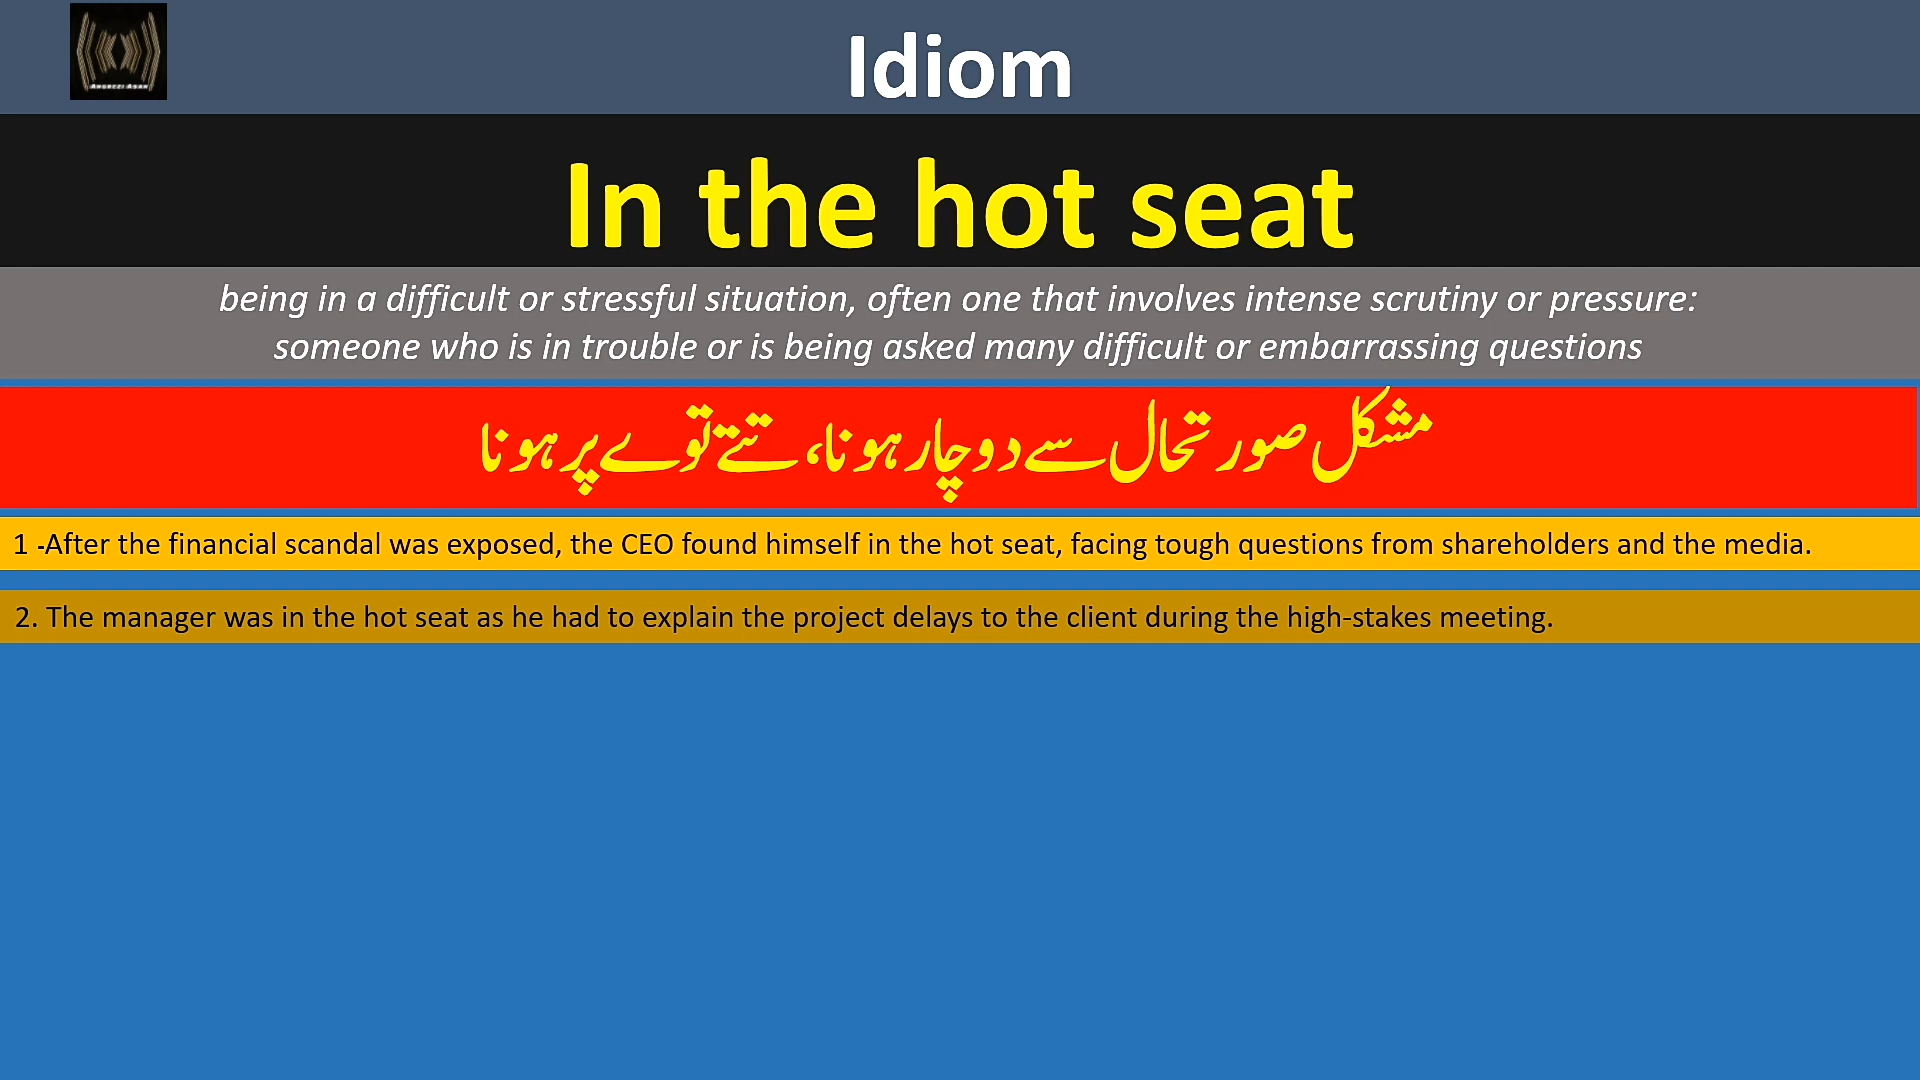 ANGREZI ASAN
Idiom
In the hot seat
being in a difficult or stressful situation, often one that involves intense scrutiny or pressure:
someone who is in trouble or is being asked many difficult or embarrassing questions
مشکل صورتحال سے دوچار ہونا، تتے توے پر ہونا
1 -After the financial scandal was exposed, the CEO found himself in the hot seat, facing tough questions from shareholders and the media.
2. The manager was in the hot seat as he had to explain the project delays to the client during the high-stakes meeting.